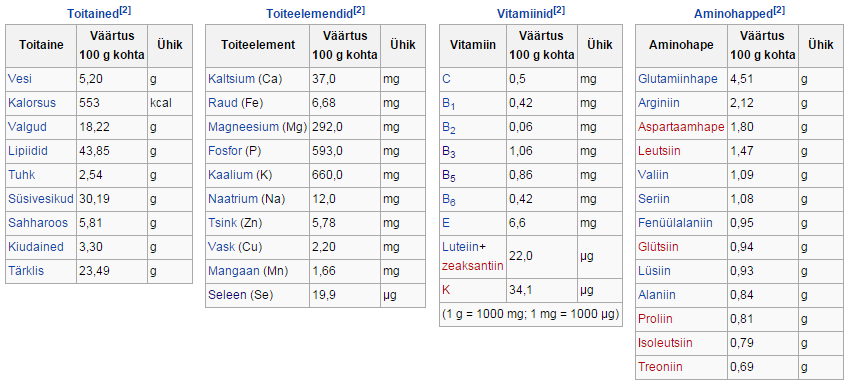 Toitained[2]
Toitaine Väärtus 100 g kohta Ühik
Vesi 5,20 g
Kalorsus 553 kcal
Valgud 18,22 g
Lipiidid 43,85 g
Tuhk 2,54 g
Süsivesikud 30,19 g
Sahharoos 5,81 g
Kiudained 3,30 g
Tärklis 23,49 g
Toiteelemendid[2]
Toiteelement Väärtus 100 g kohta Ühik
Kaltsium (Ca) 37,0 mg
Raud (Fe) 6,68 mg
Magneesium (Mg) 292,0 mg
Fosfor (P) 593,0 mg
Kaalium (K) 660,0 mg
Naatrium (Na) 12,0 mg
Tsink (Zn) 5,78 mg
Vask (Cu) 2,20 mg
Mangaan (Mn) 1,66 mg
Seleen (Se) 19,9 µg
Vitamiinid[2]
Vitamiin Väärtus 100 g kohta Ühik
C 0,5 mg
B1 0,42 mg
B2 0,06 mg
B3 1,06 mg
B5 0,86 mg
B6 0,42 mg
E 6,6 mg
Luteiin+
zeaksantiin 22,0 µg
K 34,1 µg
(1 g = 1000 mg; 1 mg = 1000 µg)
Aminohapped[2]
Aminohape Väärtus 100 g kohta Ühik
Glutamiinhape 4,51 g
Arginiin 2,12 g
Aspartaamhape 1,80 g
Leutsiin 1,47 g
Valiin 1,09 g
Seriin 1,08 g
Fenüülalaniin 0,95 g
Glütsiin 0,94 g
Lüsiin 0,93 g
Alaniin 0,84 g
Proliin 0,81 g
Isoleutsiin 0,79 g
Treoniin 0,69 g